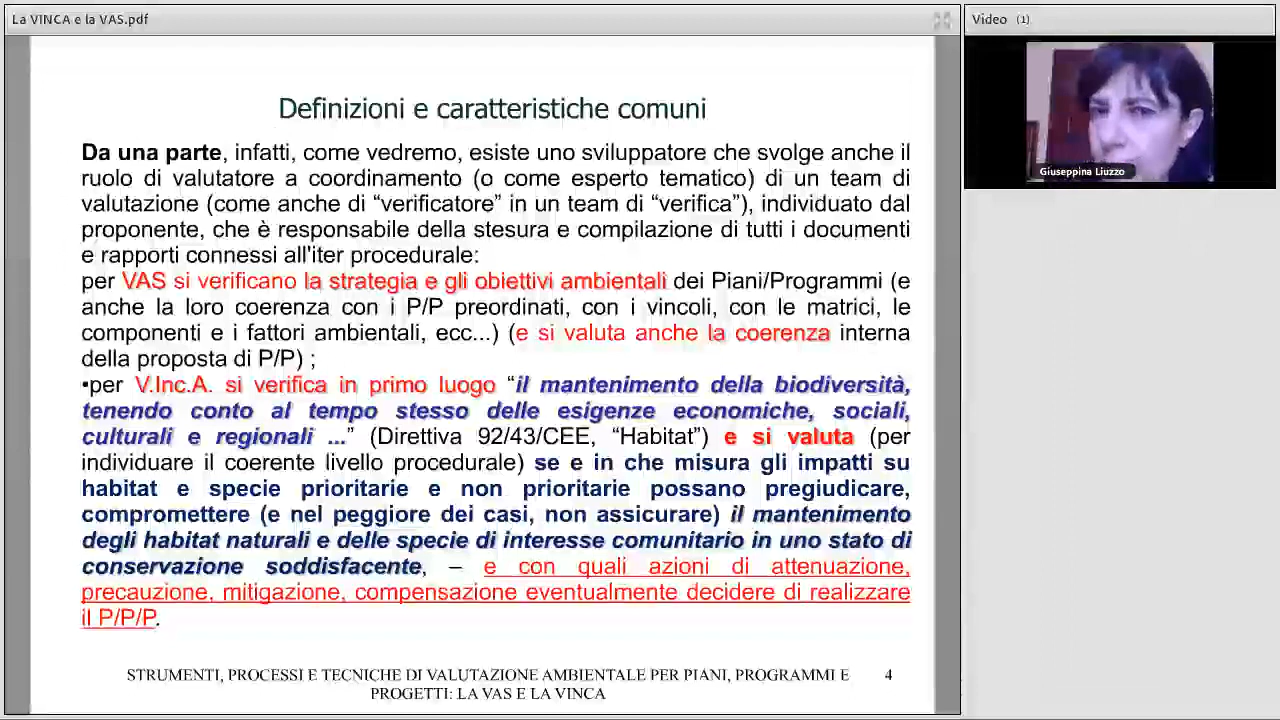 La VINCA e la VAS.pdf
Video (1)
Giuseppina Liuzzo
Definizioni e caratteristiche comuni
Da una parte, infatti, come vedremo, esiste uno sviluppatore che svolge anche il
ruolo di valutatore a coordinamento (o come esperto tematico) di un team di
valutazione (come anche di “verificatore” in un team di “verifica”), individuato dal
proponente, che è responsabile della stesura e compilazione di tutti i documenti
e rapporti connessi all'iter procedurale:
per VAS si verificano la strategia e gli obiettivi ambientali dei Piani/Programmi (e
anche la loro coerenza con i P/P preordinati, con i vincoli, con le matrici, le
componenti e i fattori ambientali, ecc...) (e si valuta anche la coerenza interna
della proposta di P/P) ;
•per V.Inc.A. si verifica in primo luogo “il mantenimento della biodiversità,
tenendo conto al tempo stesso delle esigenze economiche, sociali,
culturali e regionali ...” (Direttiva 92/43/CEE, “Habitat”) e si valuta (per
individuare il coerente livello procedurale) se e in che misura gli impatti su
habitat e specie prioritarie e non prioritarie possano pregiudicare,
compromettere (e nel peggiore dei casi, non assicurare) il mantenimento
degli habitat naturali e delle specie di interesse comunitario in uno stato di
conservazione soddisfacente, – e con quali azioni di attenuazione,
precauzione, mitigazione, compensazione eventualmente decidere di realizzare
il P/P/P.
STRUMENTI, PROCESSI E TECNICHE DI VALUTAZIONE AMBIENTALE PER PIANI, PROGRAMMI E
PROGETTI: LA VAS E LA VINCA
4